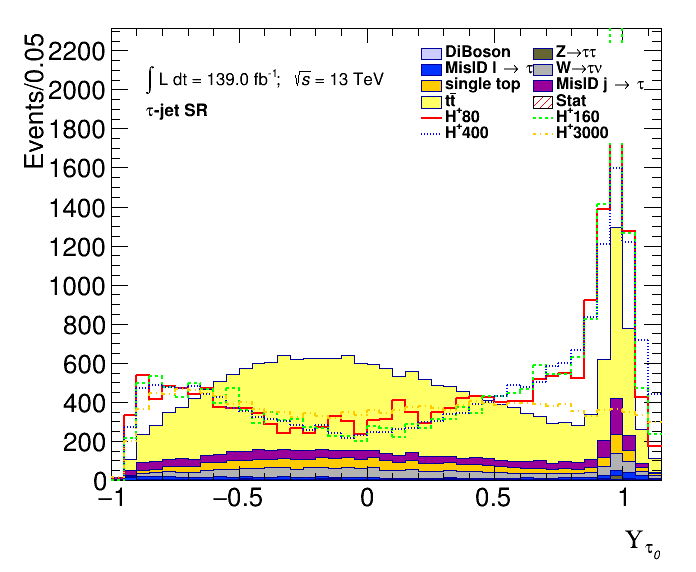 Events/0.05
2200
2000
1800
1600
1400
1200
1000
800
600
400
200
0
∫ L dt = 139.0 fb⁻¹; √s = 13 TeV
τ-jet SR
DiBoson
Z→ττ
MisID l → τ
W→τν
single top
MisID j → τ
tt̄
Stat
H⁺80
H⁺160
H⁺400
H⁺3000
−1 −0.5 0 0.5 1
Υ_τ₀